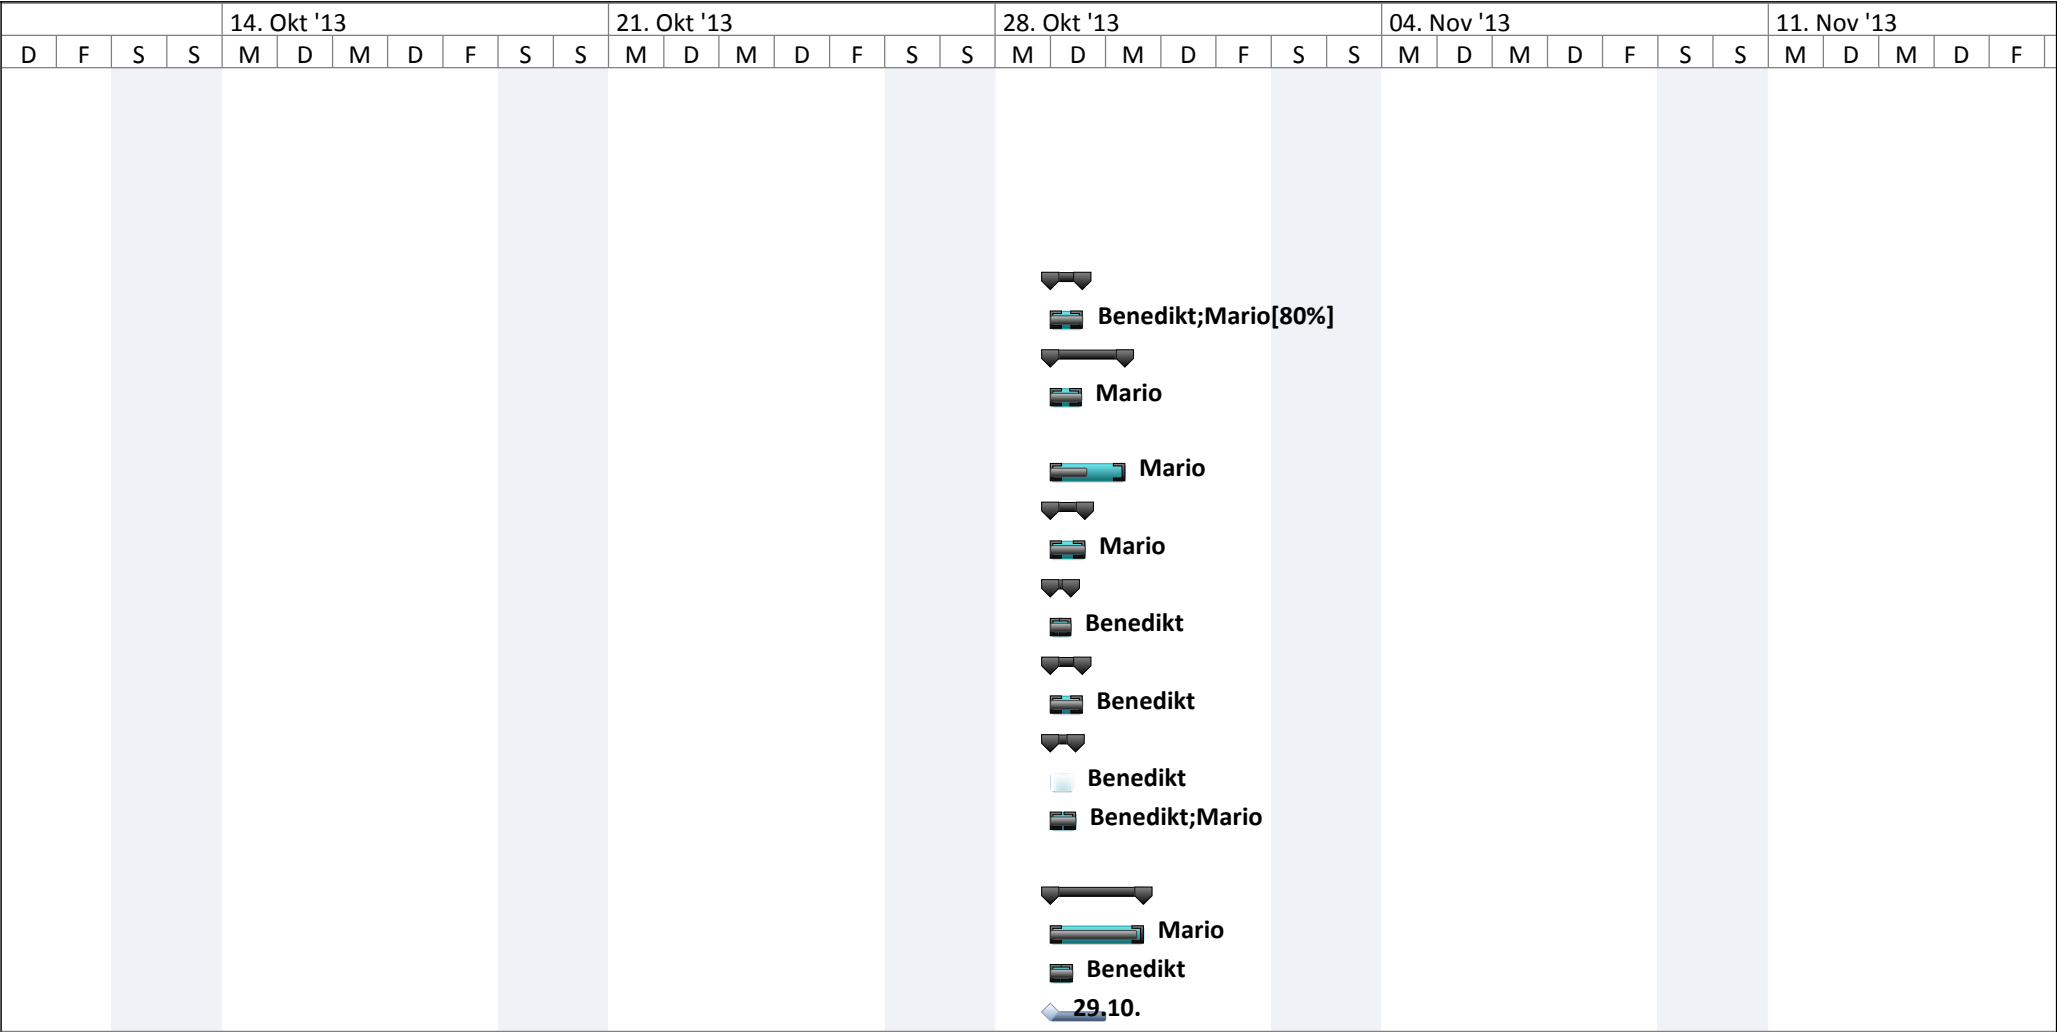 14. Okt '13 21. Okt '13 28. Okt '13 04. Nov '13 11. Nov '13
D F S S M D M D F S S M D M D F S S M D M D F S S M D M D F S S M D M D F
Benedikt;Mario[80%]
Mario
Mario
Mario
Benedikt
Benedikt
Benedikt
Benedikt;Mario
Mario
Benedikt
29.10.